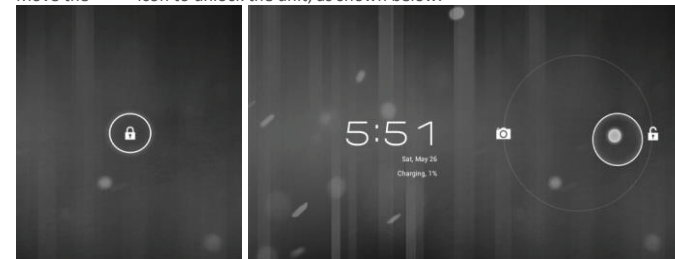 move the icon to unlock the unit, as shown below.
5:51
Sat, May 26
Charging, 1%